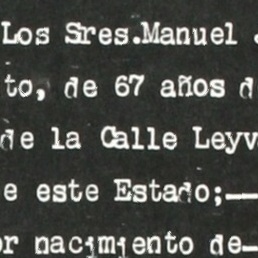 Los Sres.Manuel
to, de 67 años d
de la Calle Leyv
e este Estado;--
or nacimiento de-